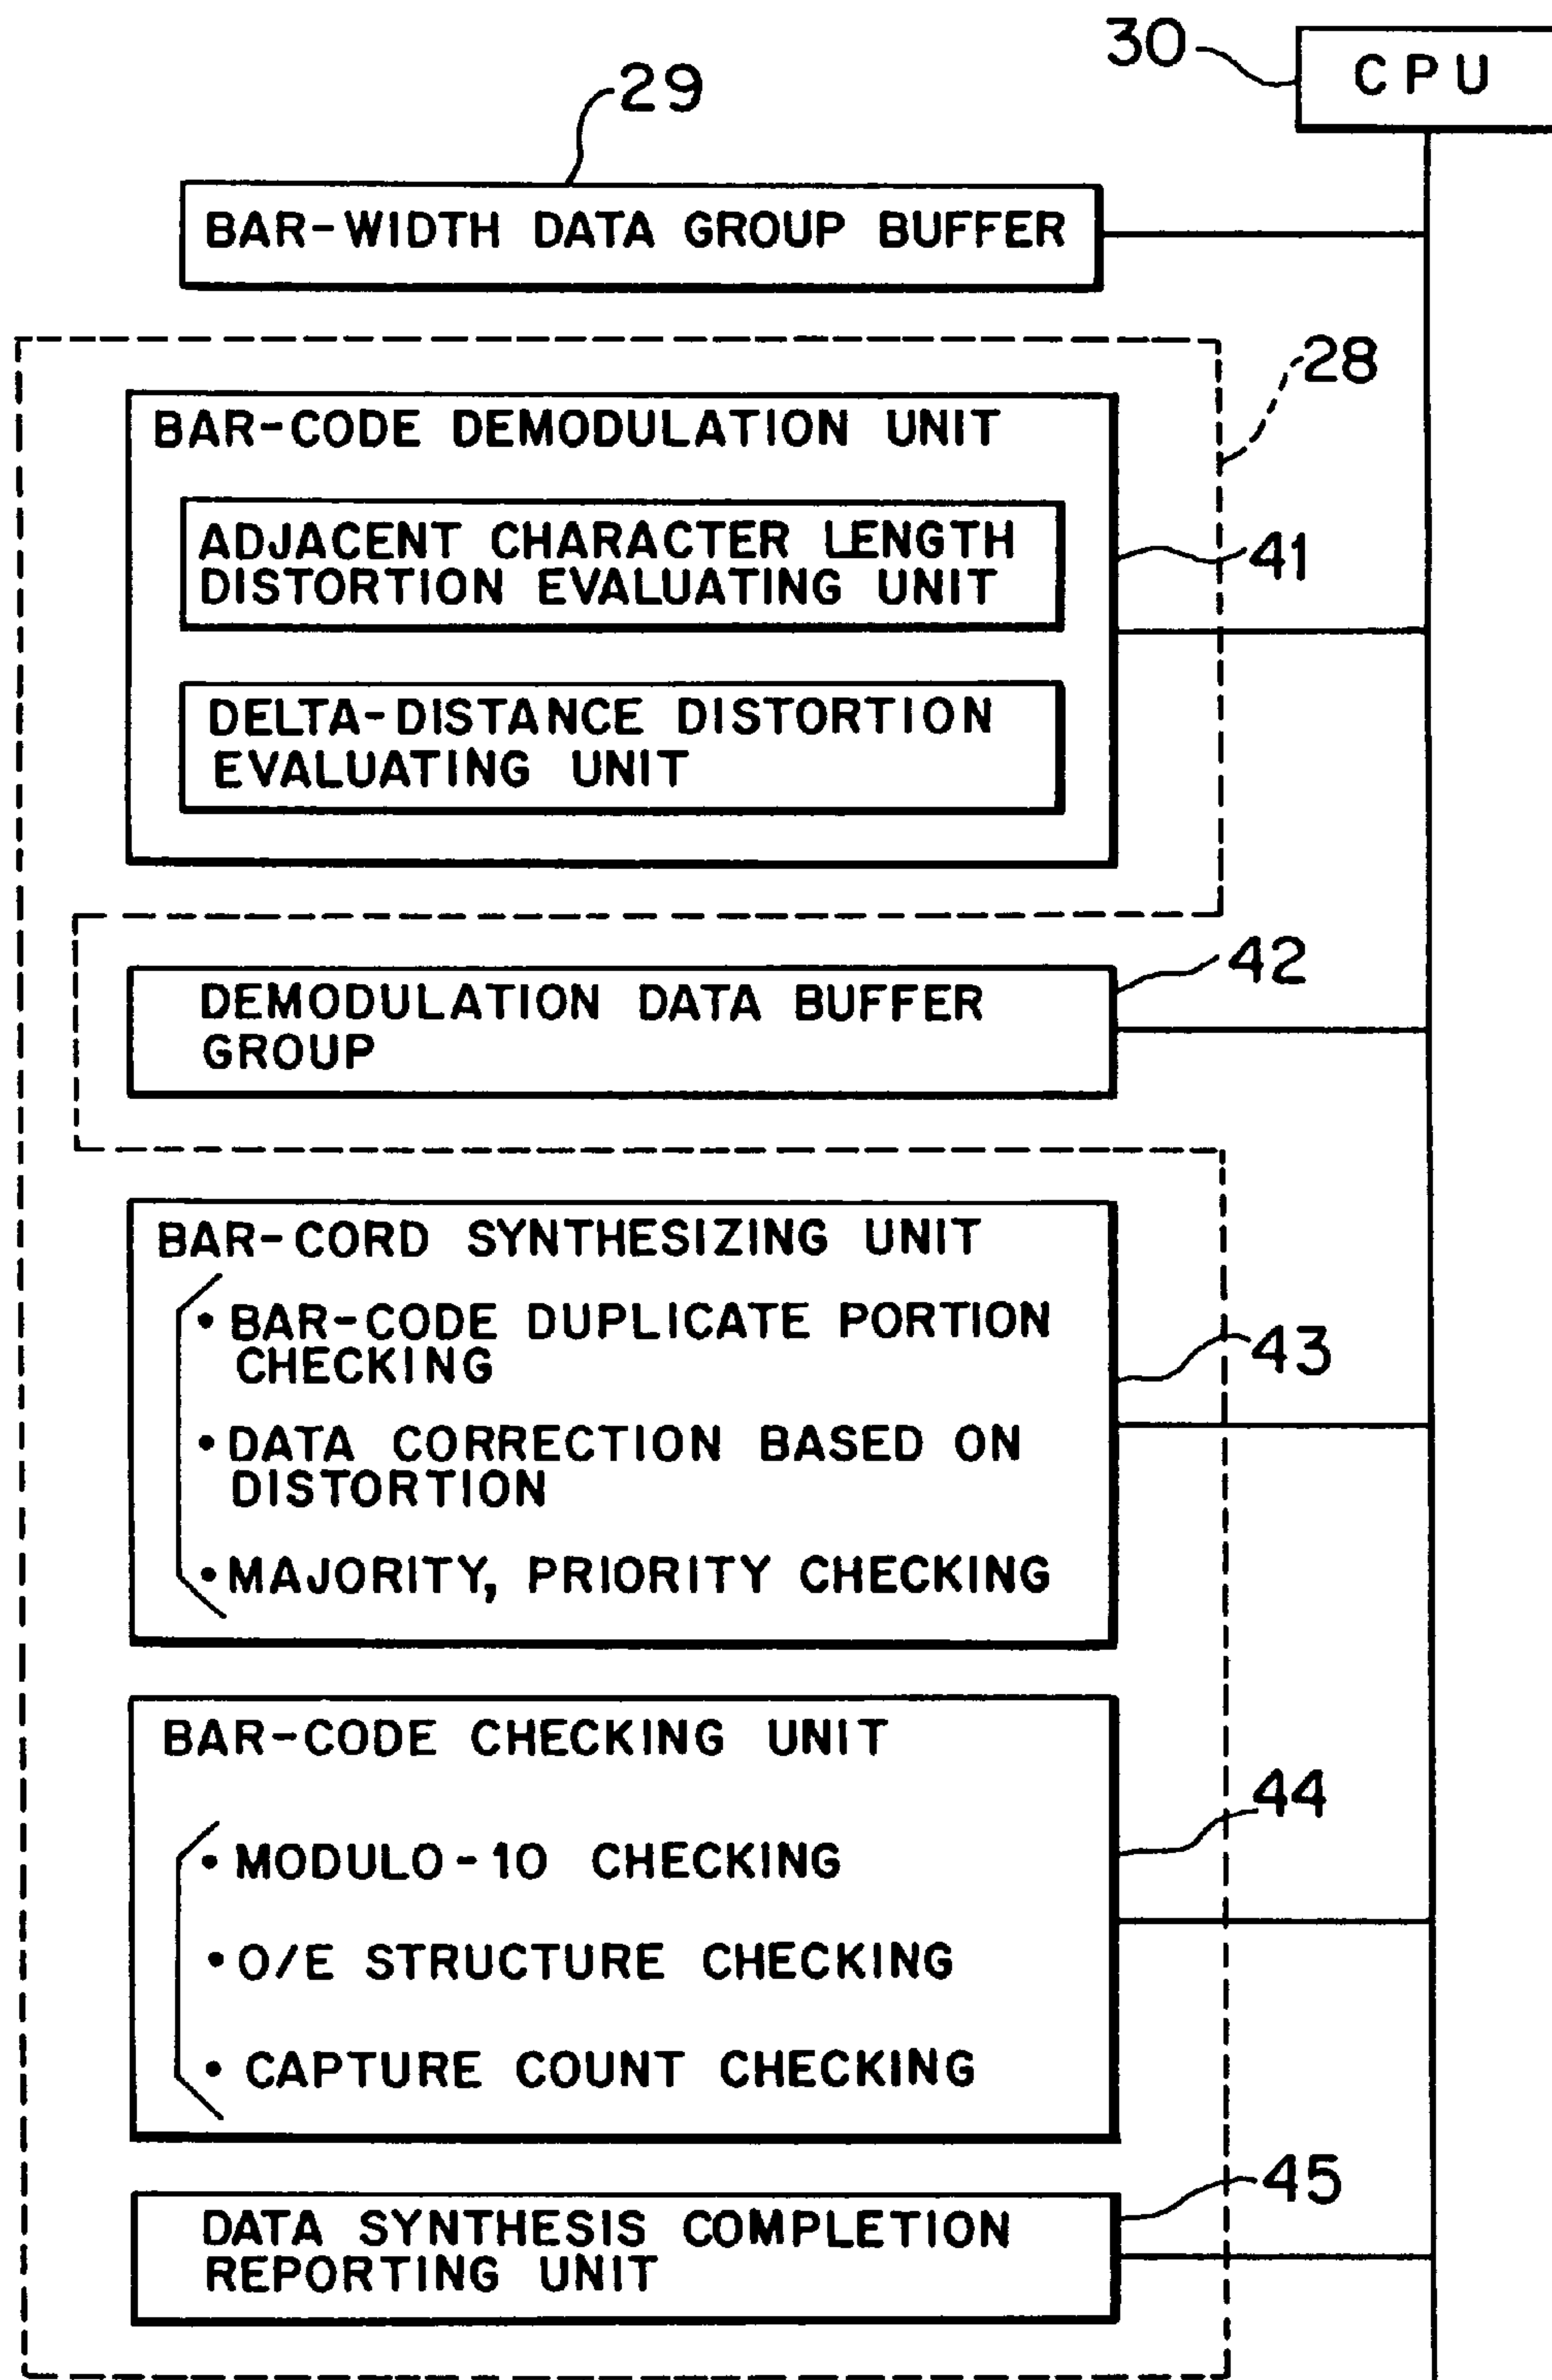 30
CPU
29
BAR-WIDTH DATA GROUP BUFFER
28
BAR-CODE DEMODULATION UNIT
ADJACENT CHARACTER LENGTH
DISTORTION EVALUATING UNIT
41
DELTA-DISTANCE DISTORTION
EVALUATING UNIT
42
DEMODULATION DATA BUFFER
GROUP
BAR-CORD SYNTHESIZING UNIT
• BAR-CODE DUPLICATE PORTION
CHECKING
43
• DATA CORRECTION BASED ON
DISTORTION
• MAJORITY, PRIORITY CHECKING
BAR-CODE CHECKING UNIT
44
• MODULO-10 CHECKING
• O/E STRUCTURE CHECKING
• CAPTURE COUNT CHECKING
45
DATA SYNTHESIS COMPLETION
REPORTING UNIT